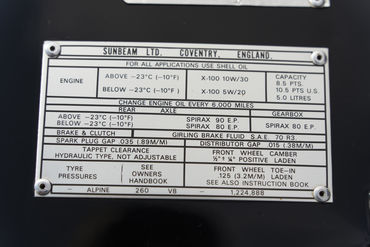 SUNBEAM LTD. COVENTRY, ENGLAND.
FOR ALL APPLICATIONS USE SHELL OIL
ENGINE
ABOVE -23°C (-10°F)
BELOW -23°C (-10°F)
X-100 10W/30
X-100 5W/20
CAPACITY
8.5 PTS.
10.5 PTS U.S.
5.0 LITRES
CHANGE ENGINE OIL EVERY 6,000 MILES
REAR AXLE
GEARBOX
ABOVE -23°C (-10°F) SPIRAX 90 E.P.
BELOW -23°C (-10°F) SPIRAX 80 E.P.
SPIRAX 80 E.P.
BRAKE & CLUTCH GIRLING BRAKE FLUID S.A.E. 70 R3.
SPARK PLUG GAP .035 (.89M/M) DISTRIBUTOR GAP .015 (.38M/M)
TAPPET CLEARANCE
HYDRAULIC TYPE, NOT ADJUSTABLE
FRONT WHEEL CAMBER
½° ± ¼° POSITIVE LADEN
TYRE
PRESSURES
SEE
OWNERS
HANDBOOK
FRONT WHEEL TOE-IN
.125 (3.2M/M) LADEN
SEE ALSO INSTRUCTION BOOK
- ALPINE 260 V8 - 1,224,888